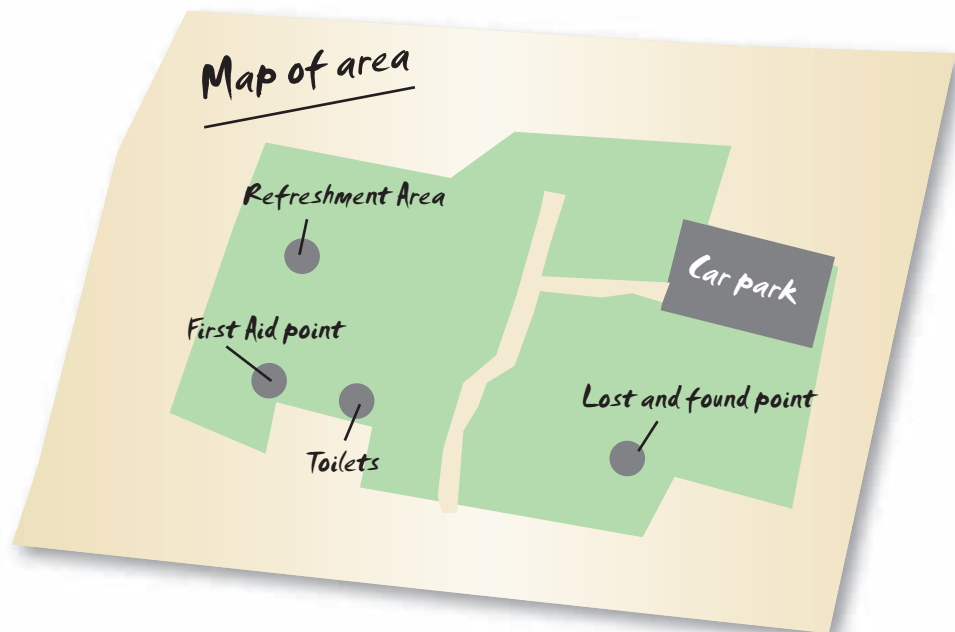 Map of area
Refreshment Area
Car park
First Aid point
Lost and found point
Toilets